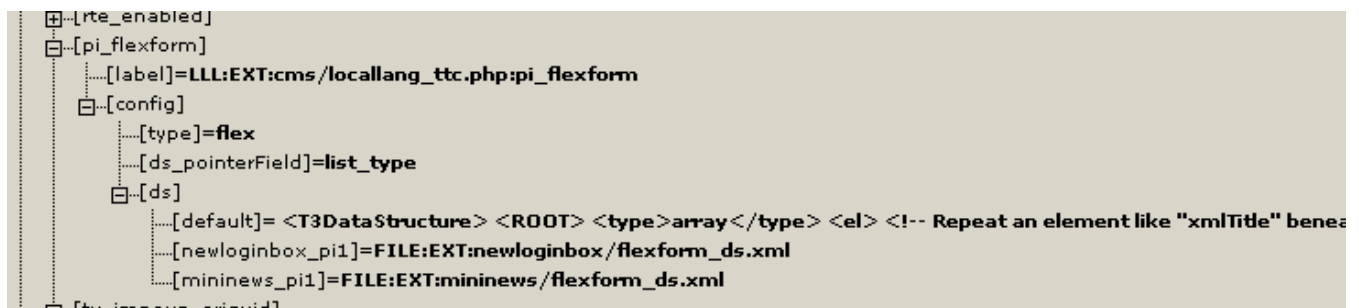 [rte_enabled]
[pi_flexform]
[label]=LLL:EXT:cms/locallang_ttc.php:pi_flexform
[config]
[type]=flex
[ds_pointerField]=list_type
[ds]
[default]= <T3DataStructure> <ROOT> <type>array</type> <el> <!-- Repeat an element like "xmlTitle" benea
[newloginbox_pi1]=FILE:EXT:newloginbox/flexform_ds.xml
[mininews_pi1]=FILE:EXT:mininews/flexform_ds.xml